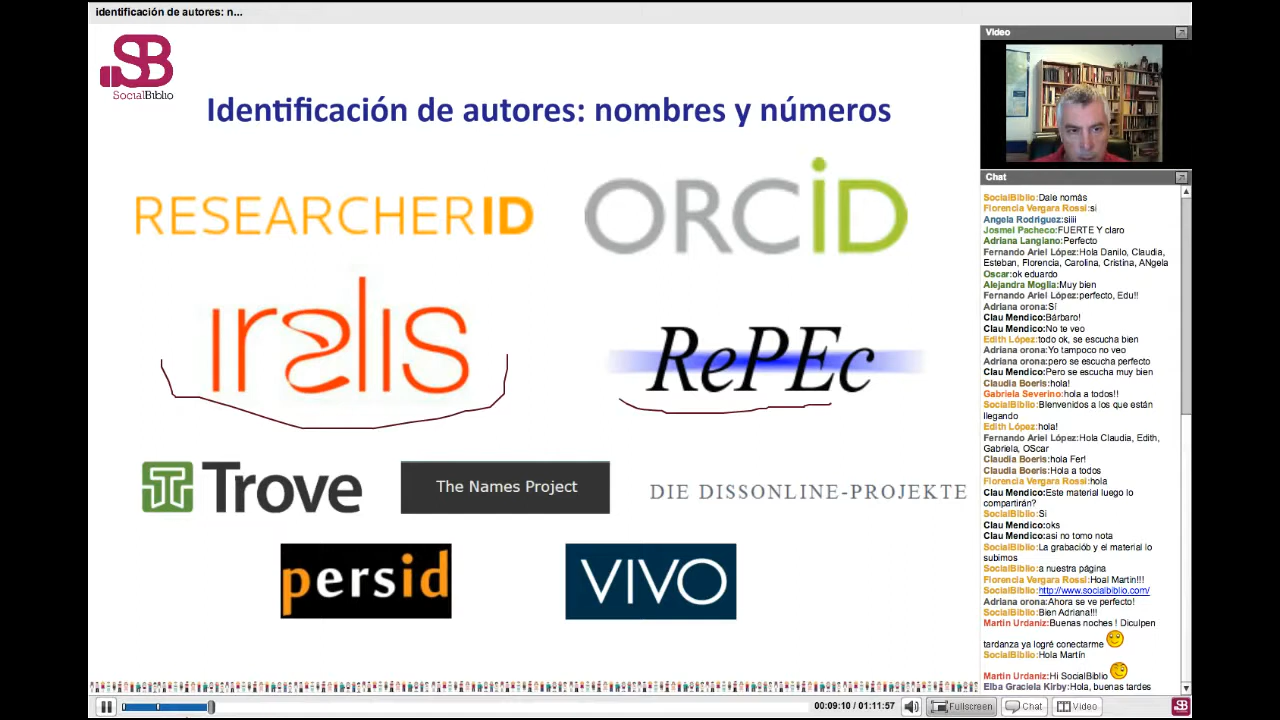 identificación de autores: n...
SB
SocialBiblio
Identificación de autores: nombres y números
RESEARCHERID
ORCID
iralis
RePEc
Trove
The Names Project
DIE DISSONLINE-PROJEKTE
persid
VIVO
Video
Chat
SocialBiblio:Dale nomàs
Florencia Vergara Rossi:si
Angela Rodriguez:siiii
Josmel Pacheco:FUERTE Y claro
Adriana Langiano:Perfecto
Fernando Ariel López:Hola Danilo, Claudia,
Esteban, Florencia, Carolina, Cristina, ANgela
Oscar:ok eduardo
Alejandra Moglia:Muy bien
Fernando Ariel López:perfecto, Edu!!
Adriana orona:Sí
Clau Mendico:Bárbaro!
Clau Mendico:No te veo
Edith López:todo ok, se escucha bien
Adriana orona:Yo tampoco no veo
Adriana orona:pero se escucha perfecto
Clau Mendico:Pero se escucha muy bien
Claudia Boeris:hola!
Gabriela Severino:hola a todos!!
SocialBiblio:BIenvenidos a los que están
llegando
Edith López:hola!
Fernando Ariel López:Hola Claudia, Edith,
Gabriela, OScar
Claudia Boeris:hola Fer!
Claudia Boeris:Hola a todos
Florencia Vergara Rossi:hola
Clau Mendico:Este material luego lo
compartirán?
SocialBiblio:Si
Clau Mendico:oks
Clau Mendico:asi no tomo nota
SocialBiblio:La grabaciób y el material lo
subimos
SocialBiblio:a nuestra página
Florencia Vergara Rossi:Hoal Martin!!!
SocialBiblio:http://www.socialbiblio.com/
Adriana orona:Ahora se ve perfecto!
SocialBiblio:Bien Adriana!!!
Martin Urdaniz:Buenas noches ! Diculpen
tardanza ya logré conectarme
SocialBiblio:Hola Martín
Martin Urdaniz:Hi SocialBiblio
Elba Graciela Kirby:Hola, buenas tardes
00:09:10 / 01:11:57
Fullscreen
Chat
Video
SB